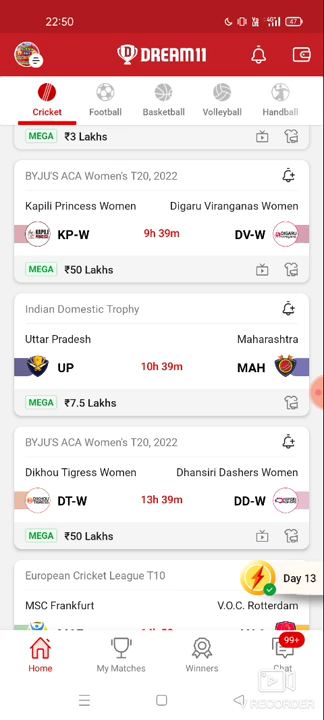 22:50
47
DREAM11
Cricket
Football
Basketball
Volleyball
Handball
MEGA ₹3 Lakhs
BYJU'S ACA Women's T20, 2022
Kapili Princess Women
Digaru Viranganas Women
KP-W
9h 39m
DV-W
MEGA ₹50 Lakhs
Indian Domestic Trophy
Uttar Pradesh
Maharashtra
UP
10h 39m
MAH
MEGA ₹7.5 Lakhs
BYJU'S ACA Women's T20, 2022
Dikhou Tigress Women
Dhansiri Dashers Women
DT-W
13h 39m
DD-W
MEGA ₹50 Lakhs
European Cricket League T10
Day 13
MSC Frankfurt
V.O.C. Rotterdam
99+
Home
My Matches
Winners
Chat
RECORDER